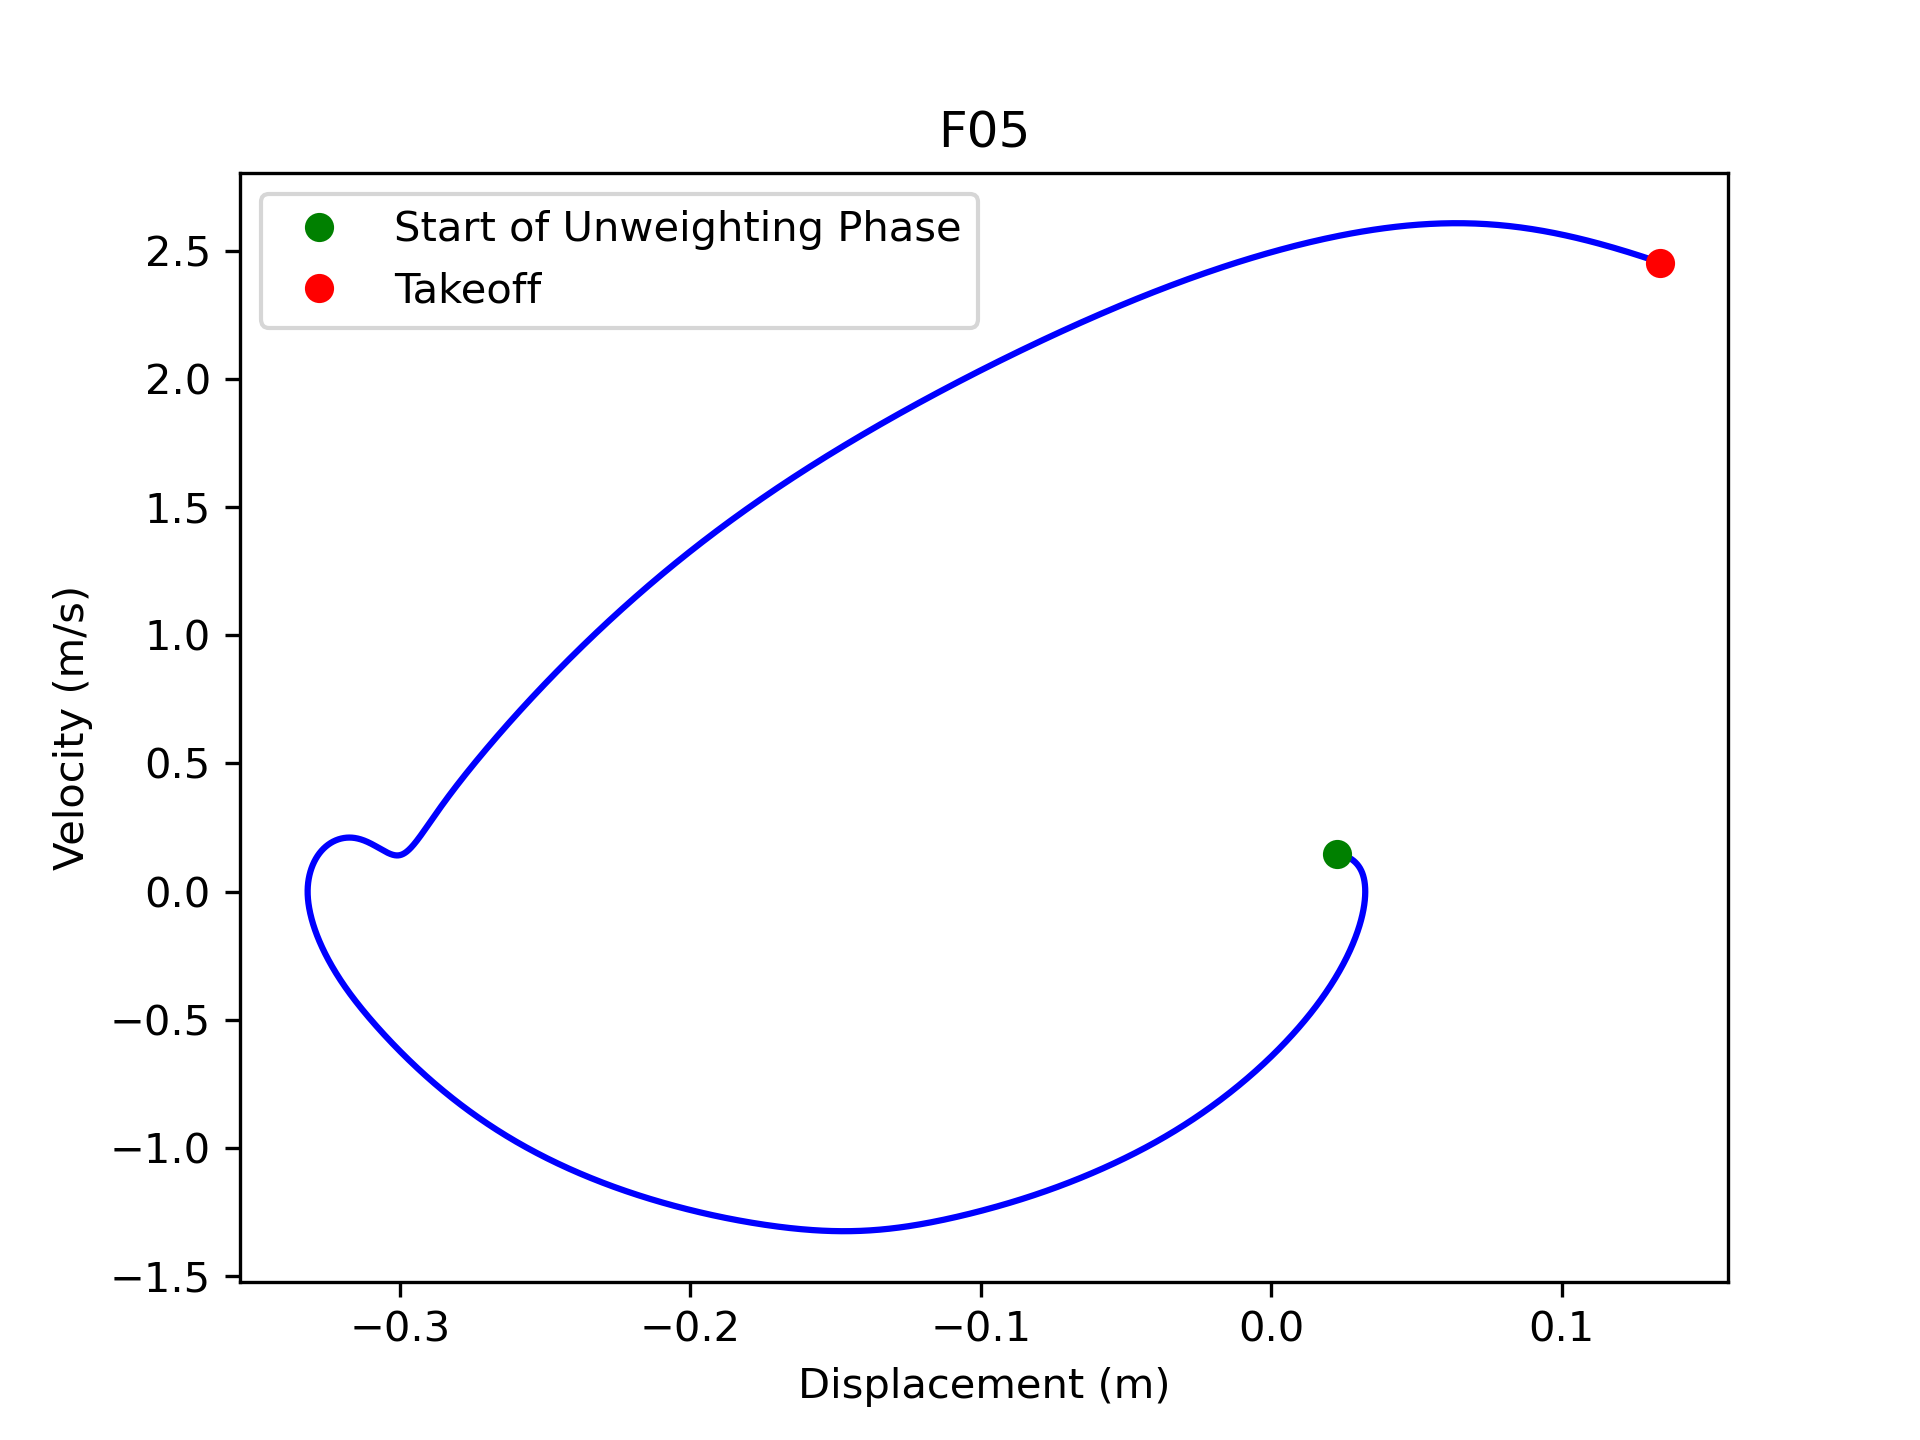 F05
Start of Unweighting Phase
Takeoff
2.5
2.0
1.5
1.0
0.5
0.0
−0.5
−1.0
−1.5
Velocity (m/s)
−0.3 −0.2 −0.1 0.0 0.1
Displacement (m)